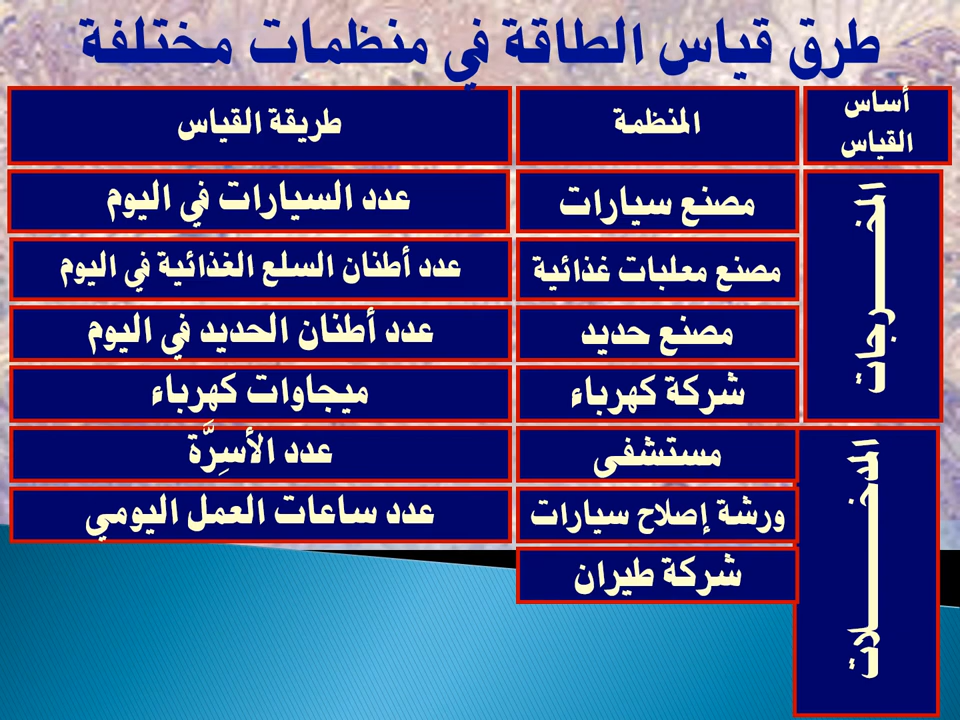 طرق قياس الطاقة في منظمات مختلفة
أساس القياس	المنظمة	طريقة القياس
المخـــرجات	مصنع سيارات	عدد السيارات في اليوم
مصنع معلبات غذائية	عدد أطنان السلع الغذائية في اليوم
مصنع حديد	عدد أطنان الحديد في اليوم
شركة كهرباء	ميجاوات كهرباء
المدخـــــلات	مستشفى	عدد الأسِرَّة
ورشة إصلاح سيارات	عدد ساعات العمل اليومي
شركة طيران